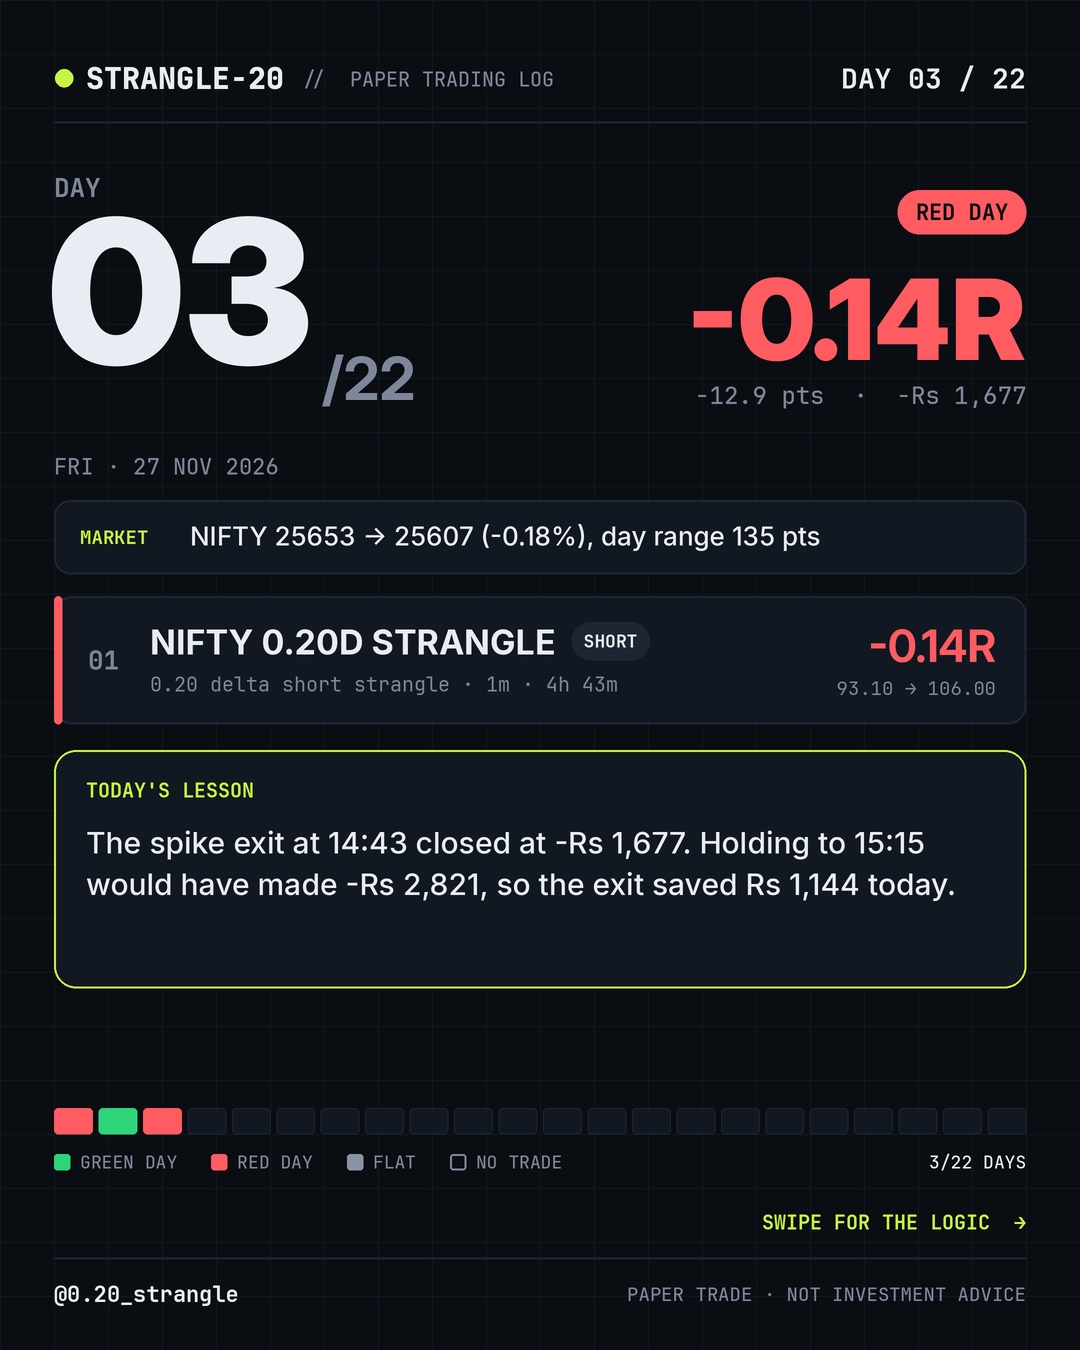 STRANGLE-20 // PAPER TRADING LOG
DAY 03 / 22
DAY
03 /22
RED DAY
-0.14R
-12.9 pts · -Rs 1,677
FRI · 27 NOV 2026
MARKET NIFTY 25653 → 25607 (-0.18%), day range 135 pts
01 NIFTY 0.20D STRANGLE SHORT
0.20 delta short strangle · 1m · 4h 43m
-0.14R
93.10 → 106.00
TODAY'S LESSON
The spike exit at 14:43 closed at -Rs 1,677. Holding to 15:15
would have made -Rs 2,821, so the exit saved Rs 1,144 today.
GREEN DAY RED DAY FLAT NO TRADE 3/22 DAYS
SWIPE FOR THE LOGIC →
@0.20_strangle PAPER TRADE · NOT INVESTMENT ADVICE